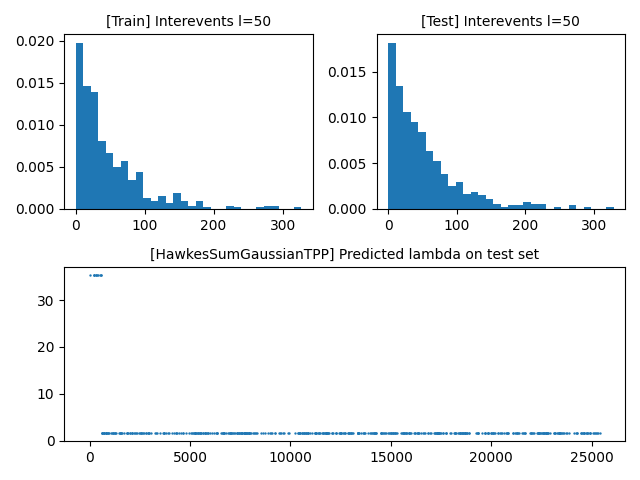 [Train] Interevents l=50
[Test] Interevents l=50
0.020
0.015
0.010
0.005
0.000
0 100 200 300
0.015
0.010
0.005
0.000
0 100 200 300
[HawkesSumGaussianTPP] Predicted lambda on test set
30
20
10
0
0 5000 10000 15000 20000 25000